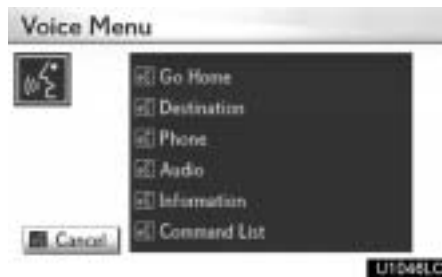 Voice Menu
Go Home
Destination
Phone
Audio
Information
Command List
Cancel
U1046LC